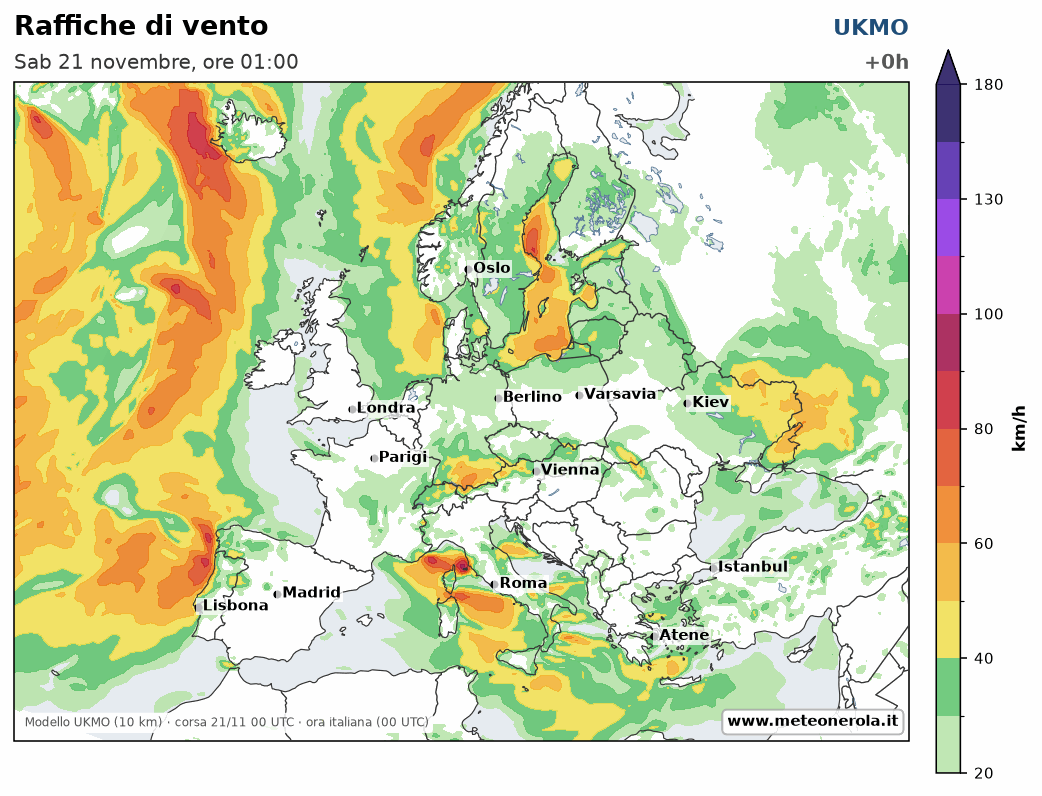 Raffiche di vento
UKMO
Sab 21 novembre, ore 01:00
+0h
180
130
100
80
60
40
20
km/h
Oslo
Berlino
Varsavia
Kiev
Londra
Parigi
Vienna
Istanbul
Roma
Madrid
Lisbona
Atene
Modello UKMO (10 km) · corsa 21/11 00 UTC · ora italiana (00 UTC)
www.meteonerola.it